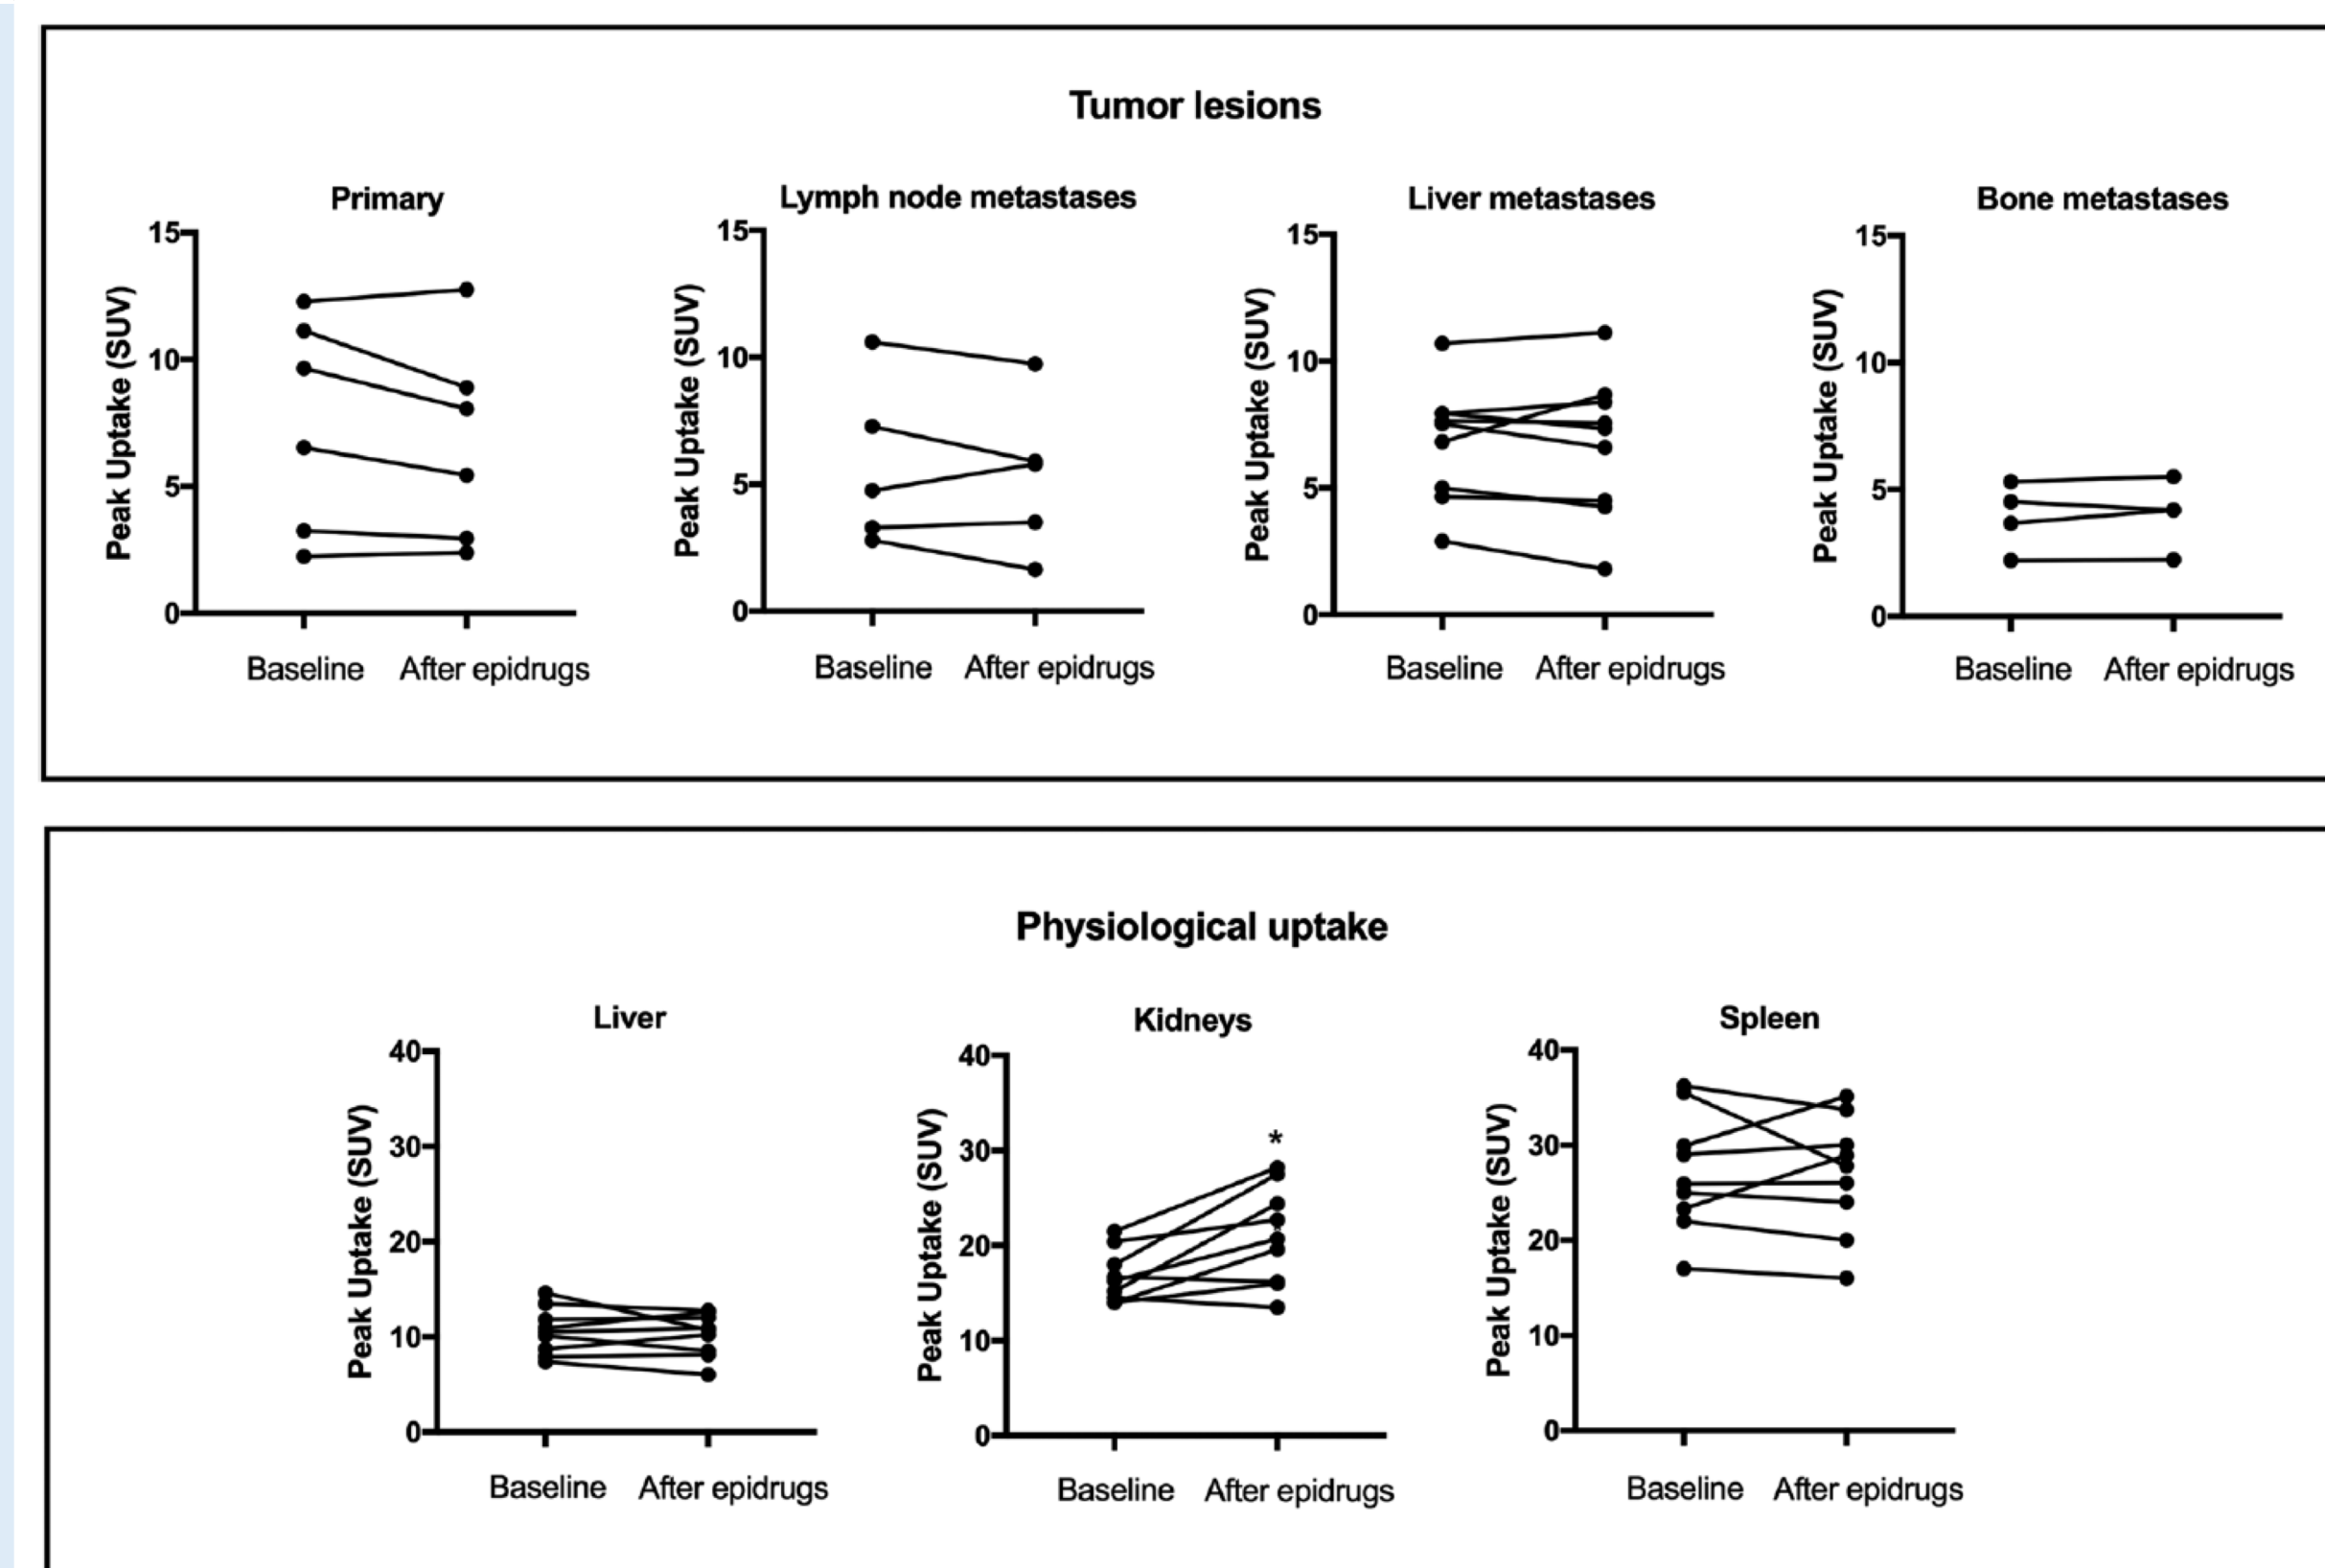 Tumor lesions
Primary
Lymph node metastases
Liver metastases
Bone metastases
Peak Uptake (SUV)
15
10
5
0
Baseline After epidrugs
Peak Uptake (SUV)
15
10
5
0
Baseline After epidrugs
Peak Uptake (SUV)
15
10
5
0
Baseline After epidrugs
Peak Uptake (SUV)
15
10
5
0
Baseline After epidrugs
Physiological uptake
Liver
Kidneys
Spleen
Peak Uptake (SUV)
40
30
20
10
0
Baseline After epidrugs
Peak Uptake (SUV)
40
30
20
10
0
*
Baseline After epidrugs
Peak Uptake (SUV)
40
30
20
10
0
Baseline After epidrugs